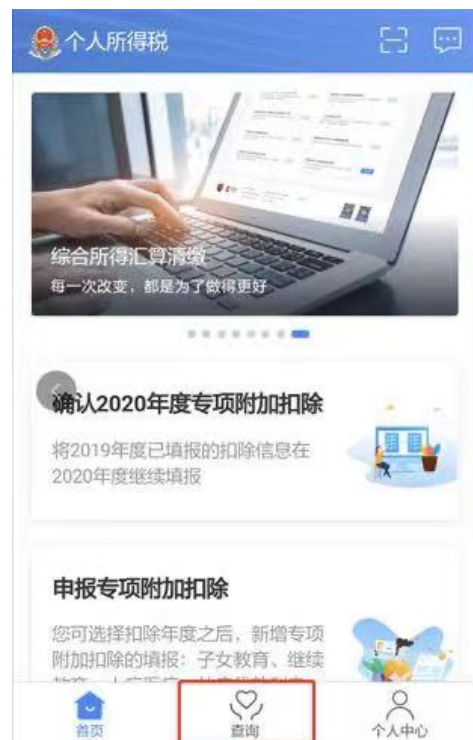 个人所得税
综合所得汇算清缴
每一次改变，都是为了做得更好
确认2020年度专项附加扣除
将2019年度已填报的扣除信息在
2020年度继续填报
申报专项附加扣除
您可选择扣除年度之后，新增专项
附加扣除的填报：子女教育、继续
首页
查询
个人中心